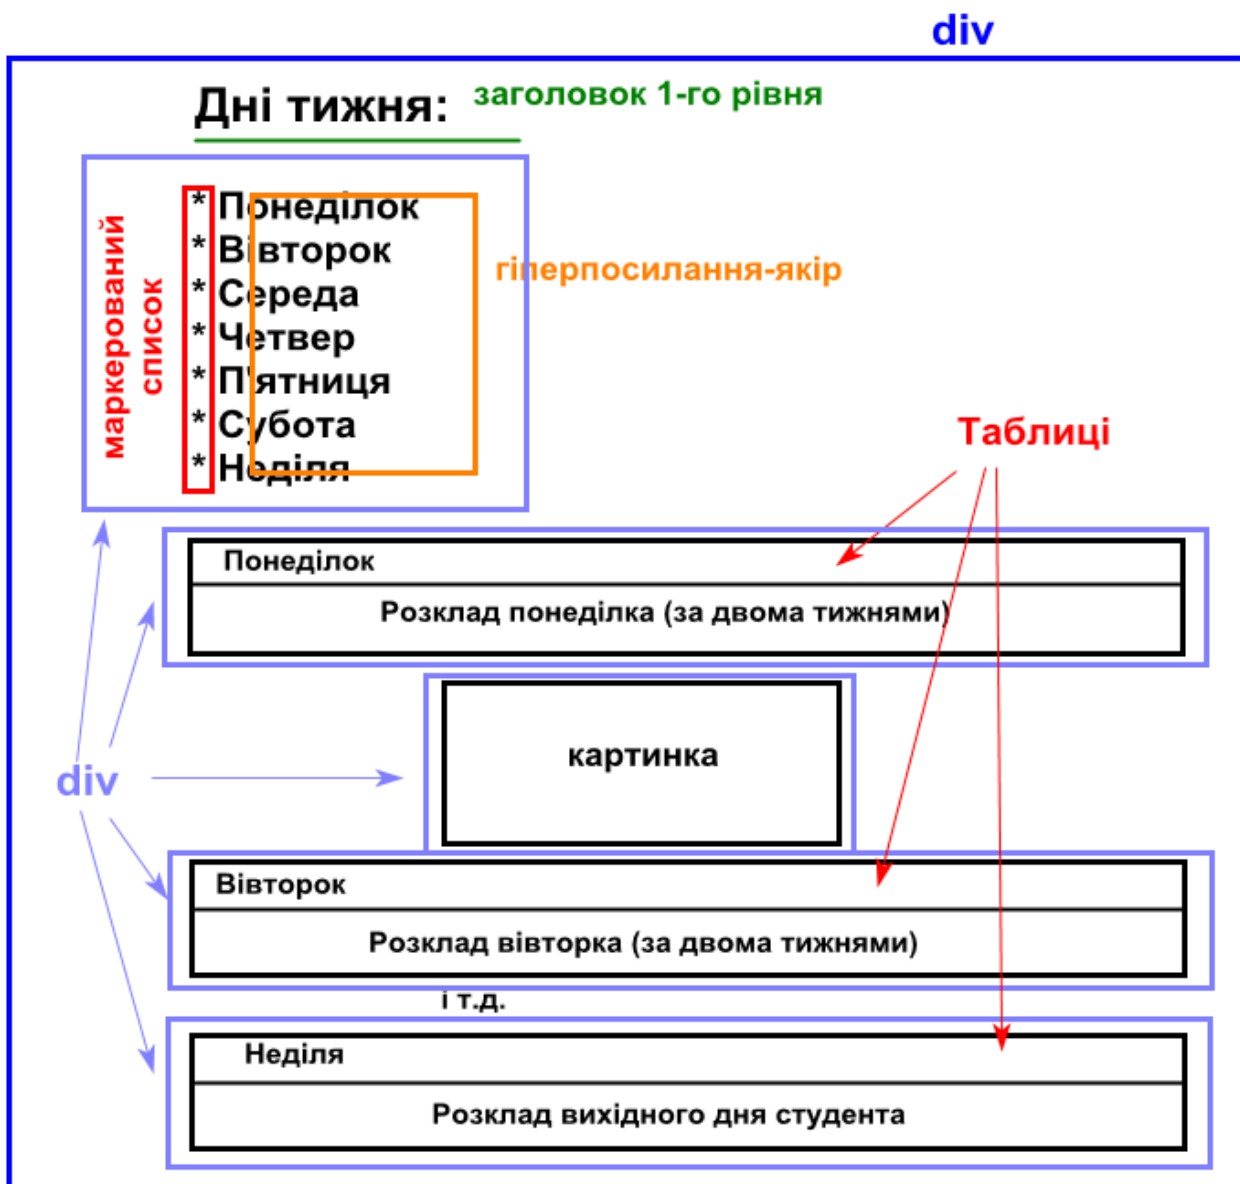 div
Дні тижня:
заголовок 1-го рівня
маркерований
список
* Понеділок
* Вівторок
* Середа
* Четвер
* П'ятниця
* Субота
* Неділя
гіперпосилання-якір
Таблиці
Понеділок
Розклад понеділка (за двома тижнями)
картинка
div
Вівторок
Розклад вівторка (за двома тижнями)
і т.д.
Неділя
Розклад вихідного дня студента